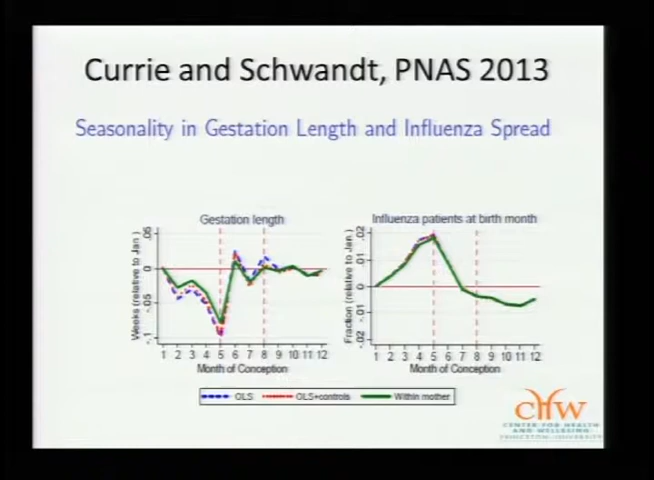 Currie and Schwandt, PNAS 2013
Seasonality in Gestation Length and Influenza Spread
Gestation length
Weeks (relative to Jan )
.05
0
-.05
-.1
1 2 3 4 5 6 7 8 9 10 11 12
Month of Conception
Influenza patients at birth month
Fraction (relative to Jan )
.02
.01
0
-.01
-.02
1 2 3 4 5 6 7 8 9 10 11 12
Month of Conception
OLS OLS+controls Within mother
CHW
CENTER FOR HEALTH
AND WELLBEING
PRINCETON UNIVERSITY